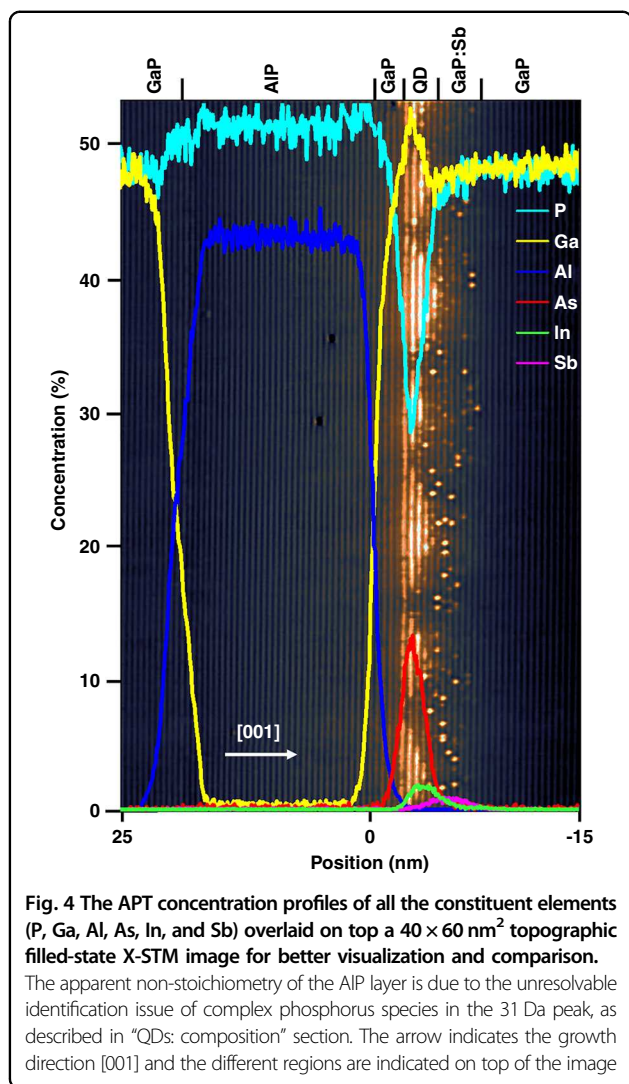 GaP
AlP
GaP
QD
GaP:Sb
GaP
50
40
30
20
10
0
Concentration (%)
P
Ga
Al
As
In
Sb
[001]
25
0
-15
Position (nm)
Fig. 4 The APT concentration profiles of all the constituent elements
(P, Ga, Al, As, In, and Sb) overlaid on top a 40 × 60 nm² topographic
filled-state X-STM image for better visualization and comparison.
The apparent non-stoichiometry of the AlP layer is due to the unresolvable
identification issue of complex phosphorus species in the 31 Da peak, as
described in “QDs: composition” section. The arrow indicates the growth
direction [001] and the different regions are indicated on top of the image